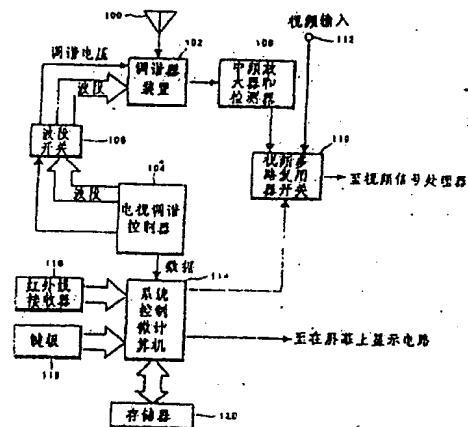 100
视频输入
112
调谐电压
102
108
调谐器
装置
中频放
大器和
检测器
波段
波段
开关
106
110
视频多
路复用
器开关
至视频信号处理器
104
波段
电视调谐
控制器
数据
114
116
红外线
接收器
系统
控制
微计
算机
至在屏幕上显示电路
键板
118
存储器
120